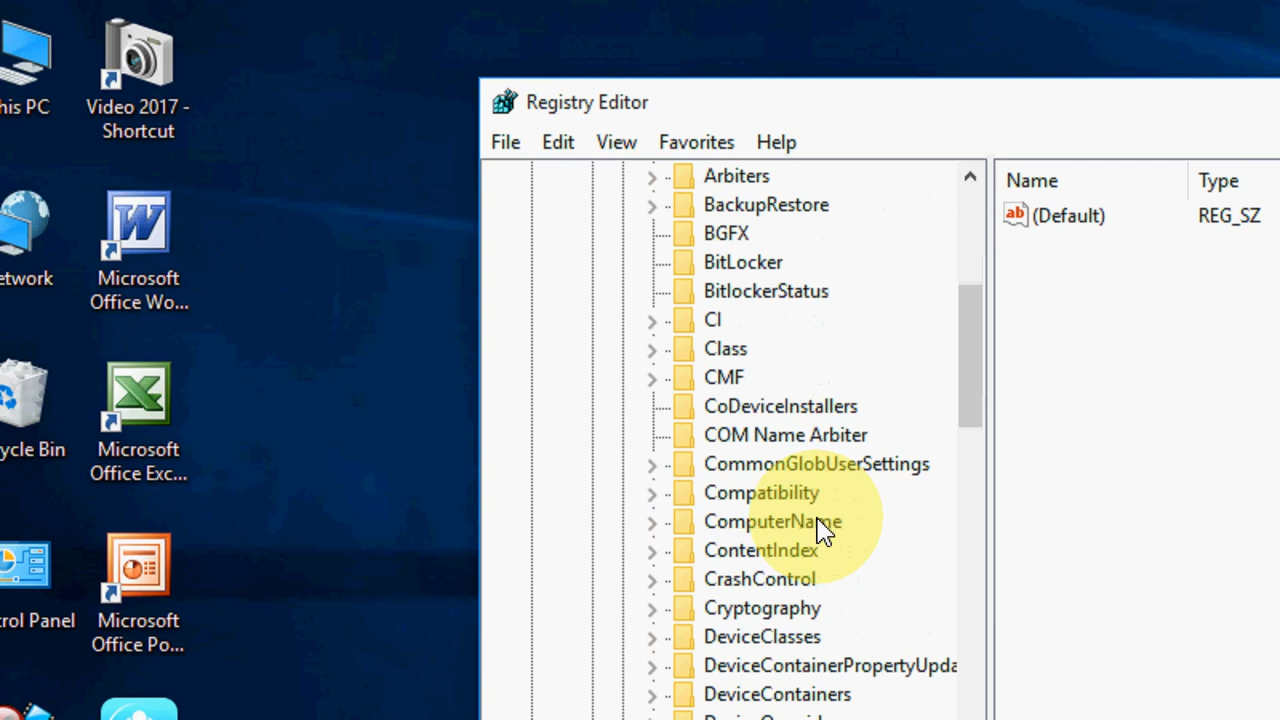 his PC
Video 2017 -
Shortcut
etwork
Microsoft
Office Wo...
ycle Bin
Microsoft
Office Exc...
rol Panel
Microsoft
Office Po...
Registry Editor
File Edit View Favorites Help
Arbiters
BackupRestore
BGFX
BitLocker
BitlockerStatus
CI
Class
CMF
CoDeviceInstallers
COM Name Arbiter
CommonGlobUserSettings
Compatibility
ComputerName
ContentIndex
CrashControl
Cryptography
DeviceClasses
DeviceContainerPropertyUpda
DeviceContainers
Name Type
ab (Default) REG_SZ